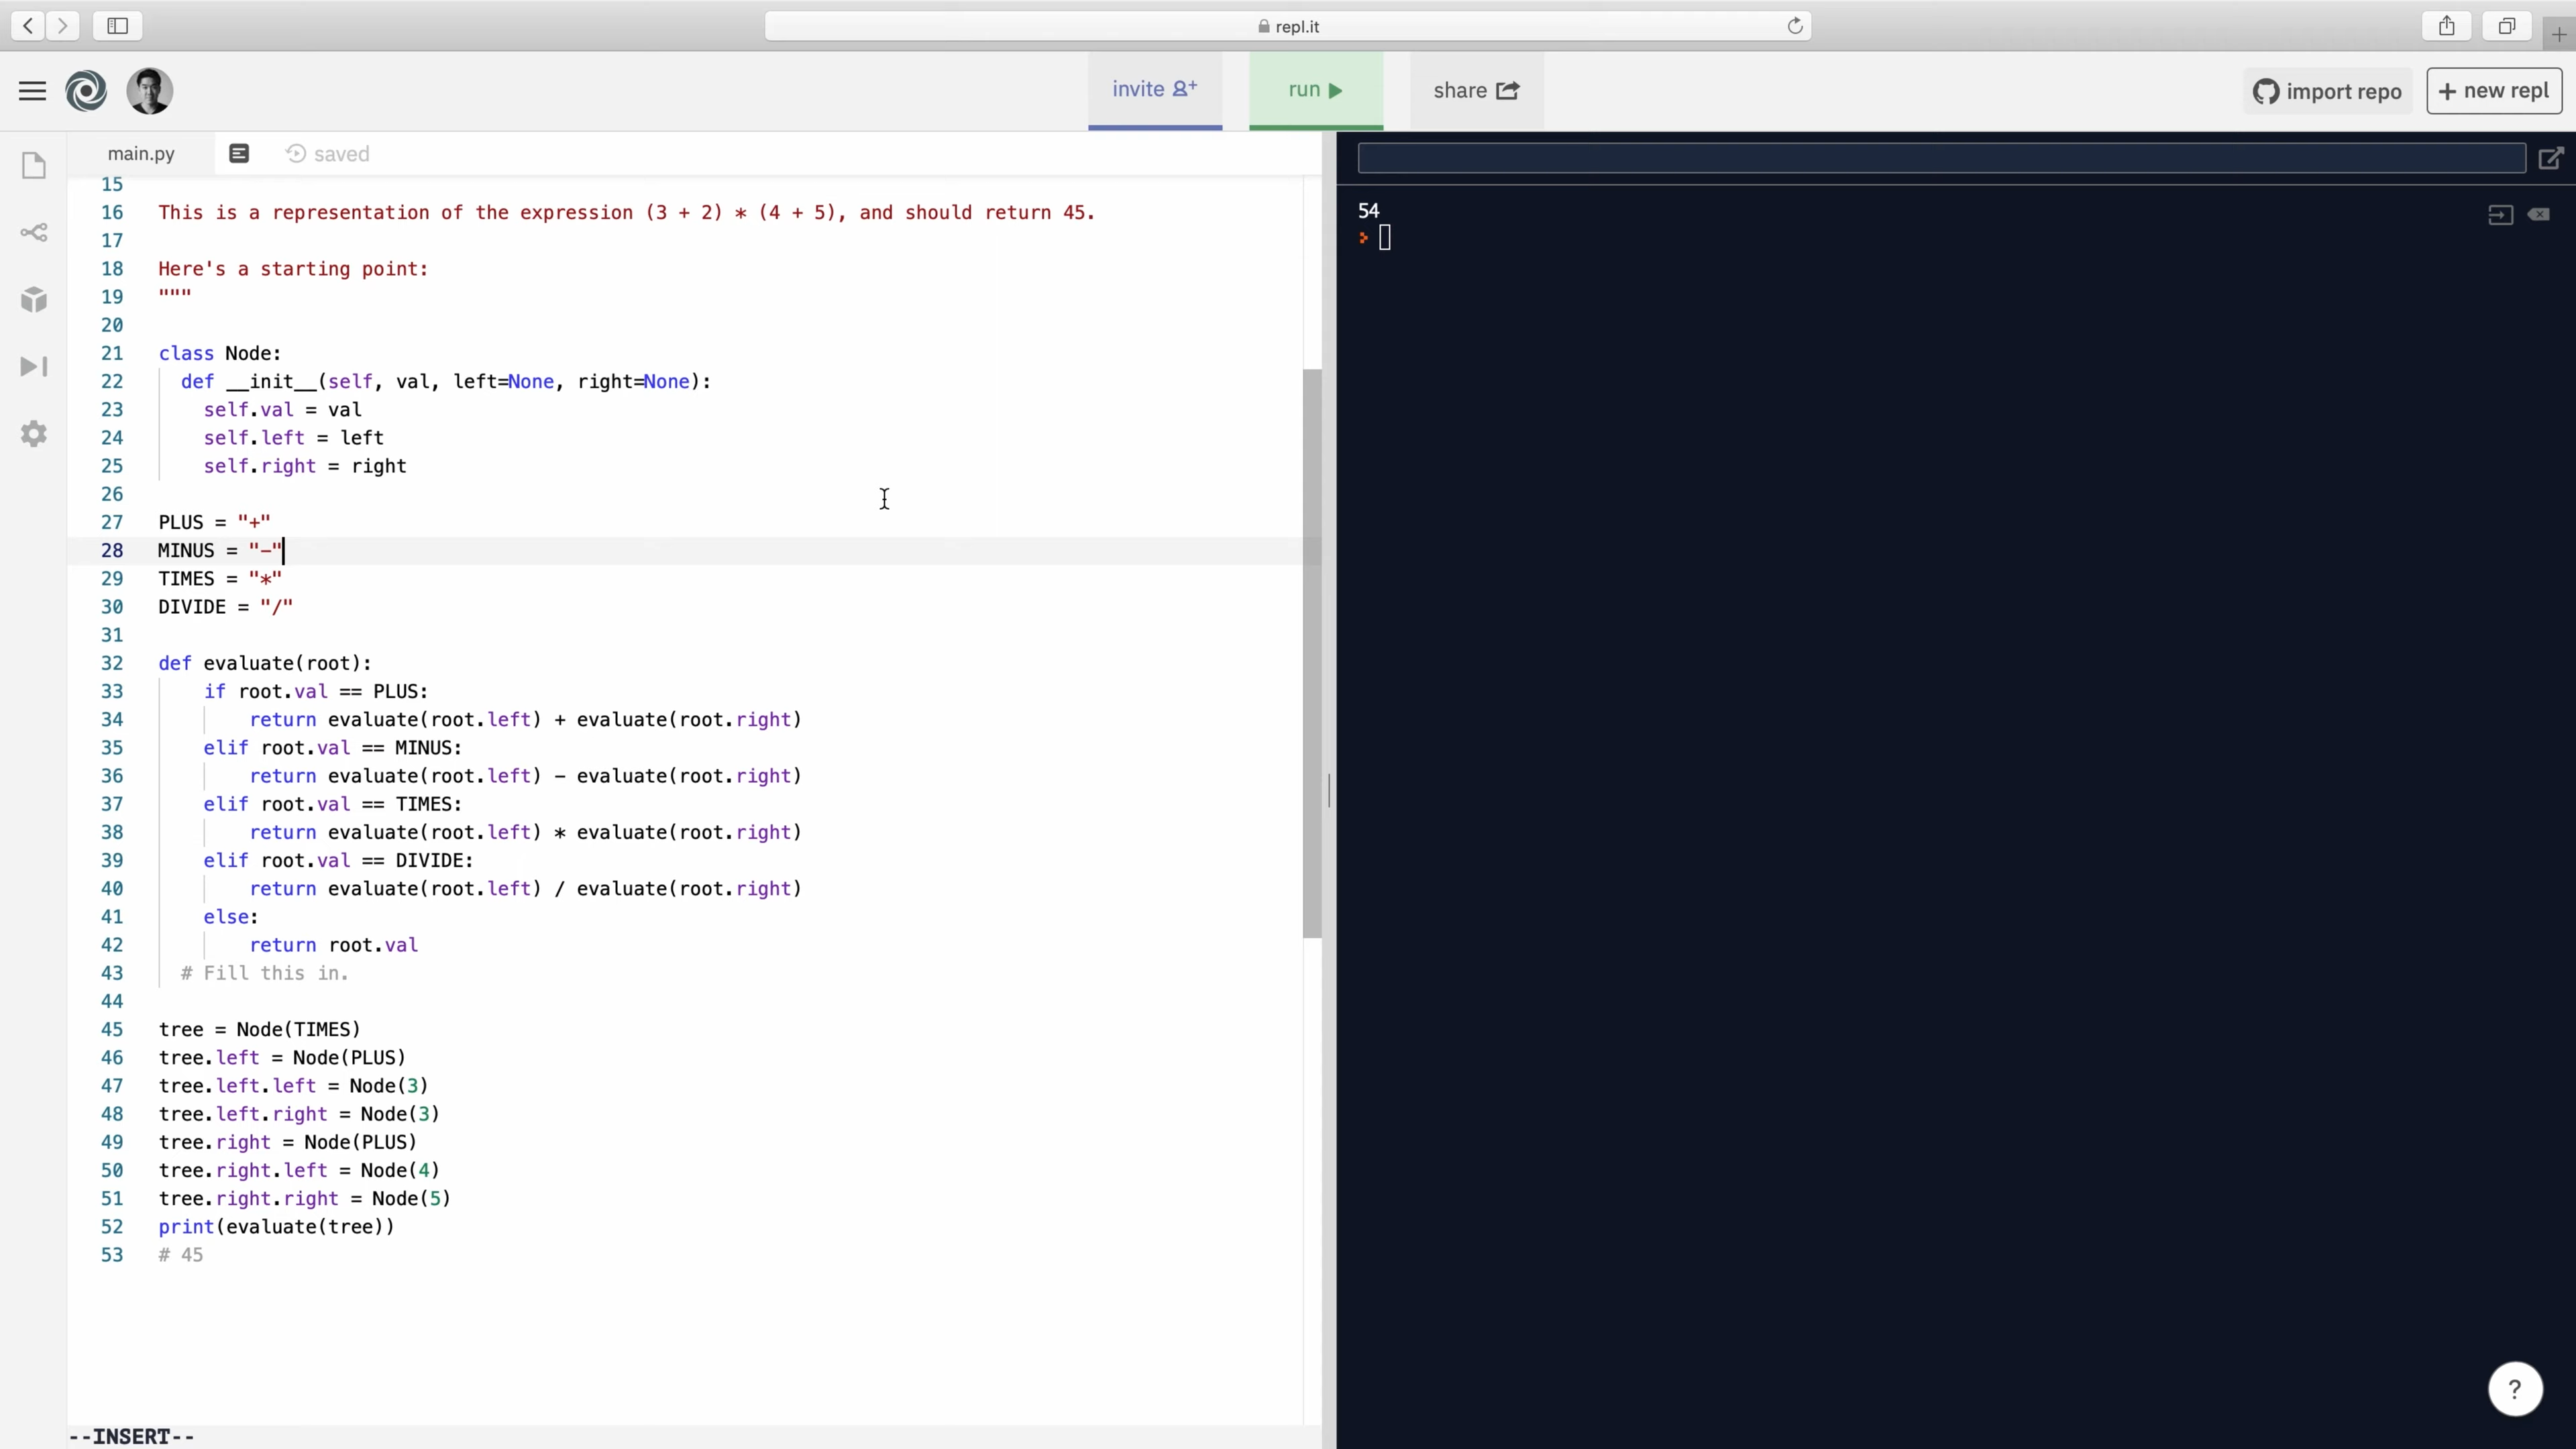 repl.it
invite
run
share
import repo
+ new repl
main.py
saved
15
16 This is a representation of the expression (3 + 2) * (4 + 5), and should return 45.
17
18 Here's a starting point:
19 """
20
21 class Node:
22 def __init__(self, val, left=None, right=None):
23 self.val = val
24 self.left = left
25 self.right = right
26
27 PLUS = "+"
28 MINUS = "-"
29 TIMES = "*"
30 DIVIDE = "/"
31
32 def evaluate(root):
33 if root.val == PLUS:
34 return evaluate(root.left) + evaluate(root.right)
35 elif root.val == MINUS:
36 return evaluate(root.left) - evaluate(root.right)
37 elif root.val == TIMES:
38 return evaluate(root.left) * evaluate(root.right)
39 elif root.val == DIVIDE:
40 return evaluate(root.left) / evaluate(root.right)
41 else:
42 return root.val
43 # Fill this in.
44
45 tree = Node(TIMES)
46 tree.left = Node(PLUS)
47 tree.left.left = Node(3)
48 tree.left.right = Node(3)
49 tree.right = Node(PLUS)
50 tree.right.left = Node(4)
51 tree.right.right = Node(5)
52 print(evaluate(tree))
53 # 45
--INSERT--
54
?